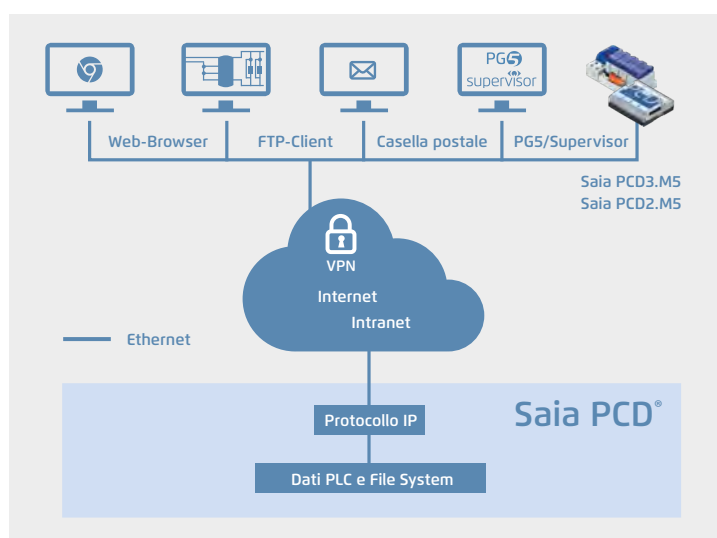 PG5
supervisor
Web-Browser
FTP-Client
Casella postale
PG5/Supervisor
Saia PCD3.M5
Saia PCD2.M5
VPN
Internet
Intranet
Ethernet
Protocollo IP
Saia PCD®
Dati PLC e File System